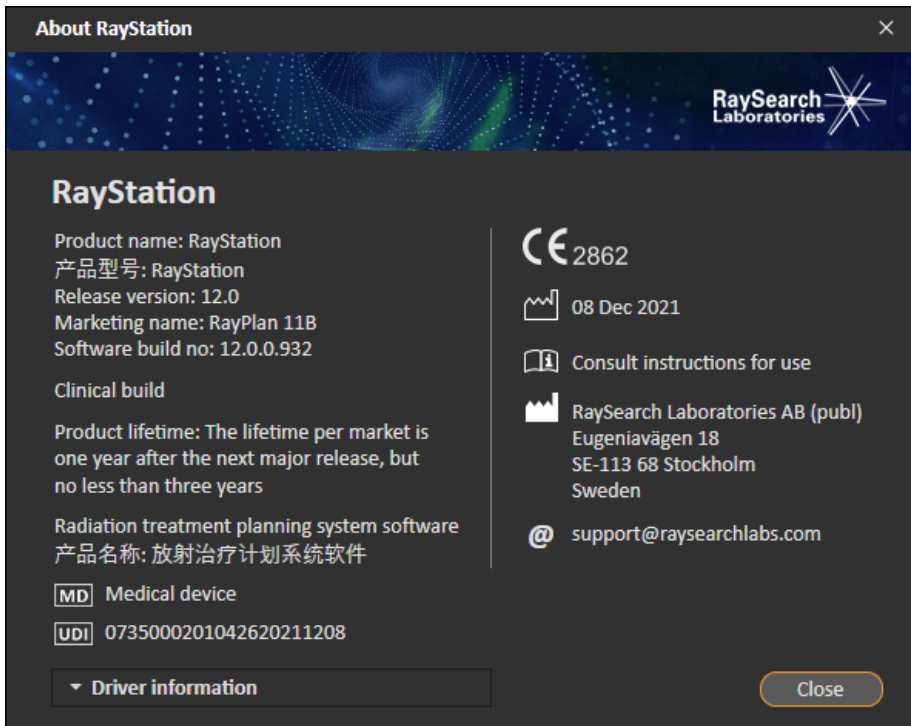 About RayStation
RaySearch
Laboratories
RayStation
Product name: RayStation
产品型号: RayStation
Release version: 12.0
Marketing name: RayPlan 11B
Software build no: 12.0.0.932
Clinical build
Product lifetime: The lifetime per market is
one year after the next major release, but
no less than three years
Radiation treatment planning system software
产品名称: 放射治疗计划系统软件
MD Medical device
UDI 0735000201042620211208
Driver information
CE 2862
08 Dec 2021
Consult instructions for use
RaySearch Laboratories AB (publ)
Eugeniavägen 18
SE-113 68 Stockholm
Sweden
@ support@raysearchlabs.com
Close